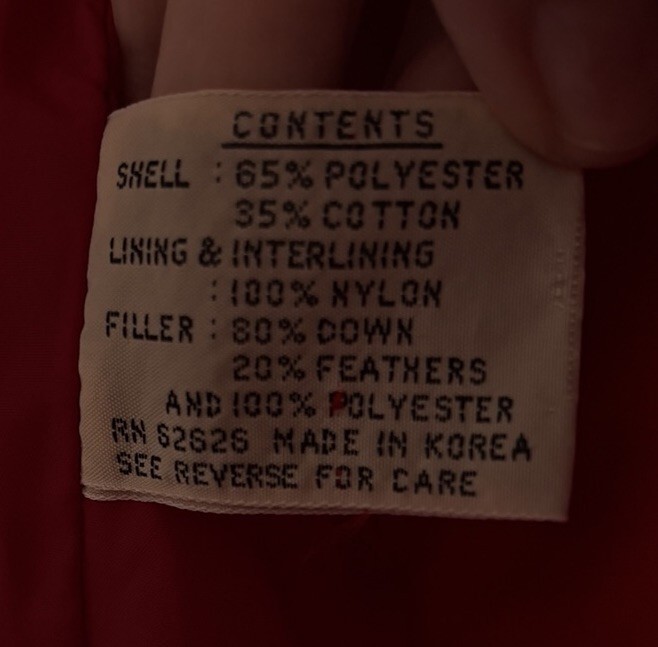 CONTENTS
SHELL : 65% POLYESTER
35% COTTON
LINING & INTERLINING
: 100% NYLON
FILLER : 80% DOWN
20% FEATHERS
AND 100% POLYESTER
RN 62626 MADE IN KOREA
SEE REVERSE FOR CARE